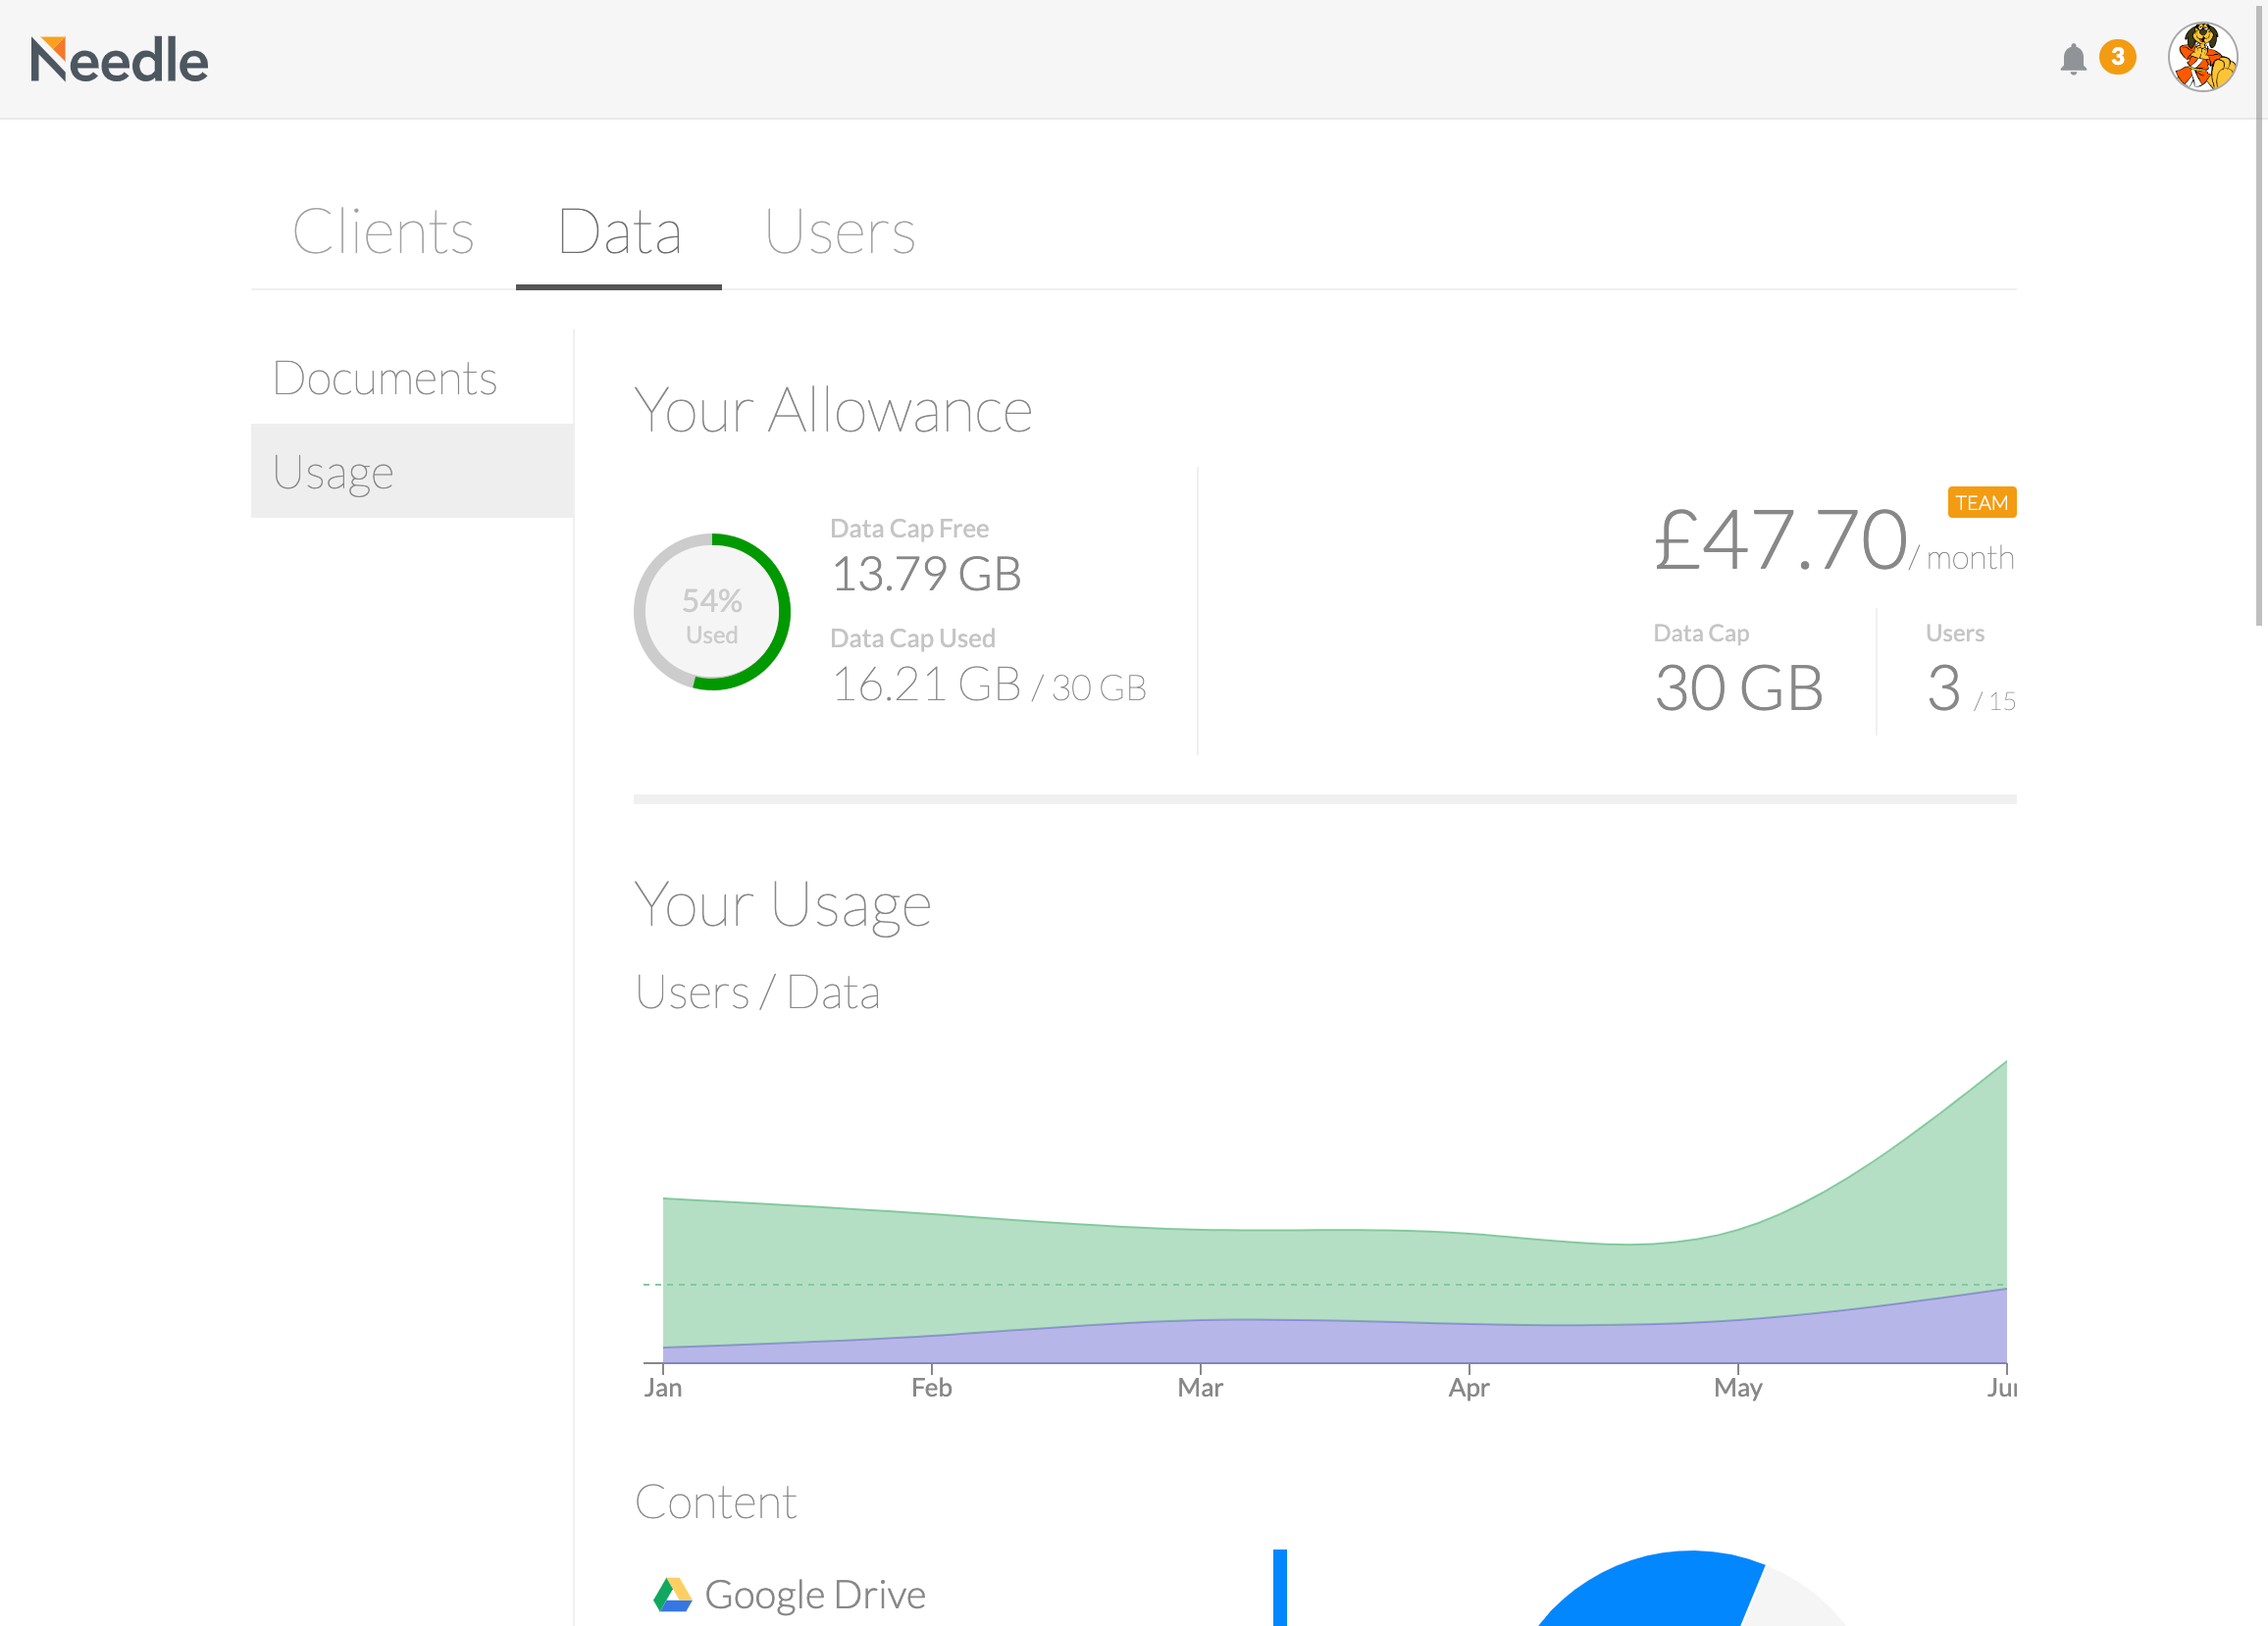 Needle
3
Clients Data Users
Documents
Usage
Your Allowance
54%
Used
Data Cap Free
13.79 GB
Data Cap Used
16.21 GB / 30 GB
TEAM
£47.70 / month
Data Cap
30 GB
Users
3 / 15
Your Usage
Users / Data
Jan Feb Mar Apr May
Content
Google Drive